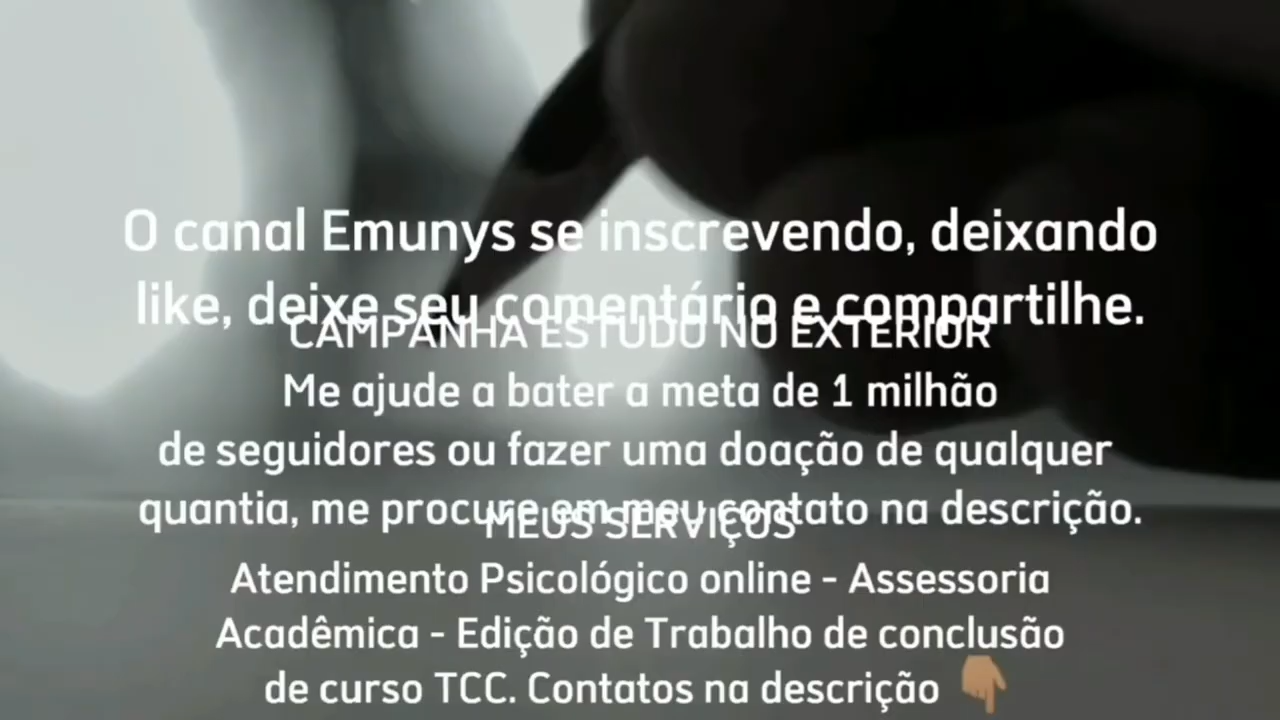 O canal Emunys se inscrevendo, deixando
like, deixe seu comentário e compartilhe.
CAMPANHA ESTUDO NO EXTERIOR
Me ajude a bater a meta de 1 milhão
de seguidores ou fazer uma doação de qualquer
quantia, me procure em meu contato na descrição.
MEUS SERVIÇOS
Atendimento Psicológico online - Assessoria
Acadêmica - Edição de Trabalho de conclusão
de curso TCC. Contatos na descrição 👇🏽